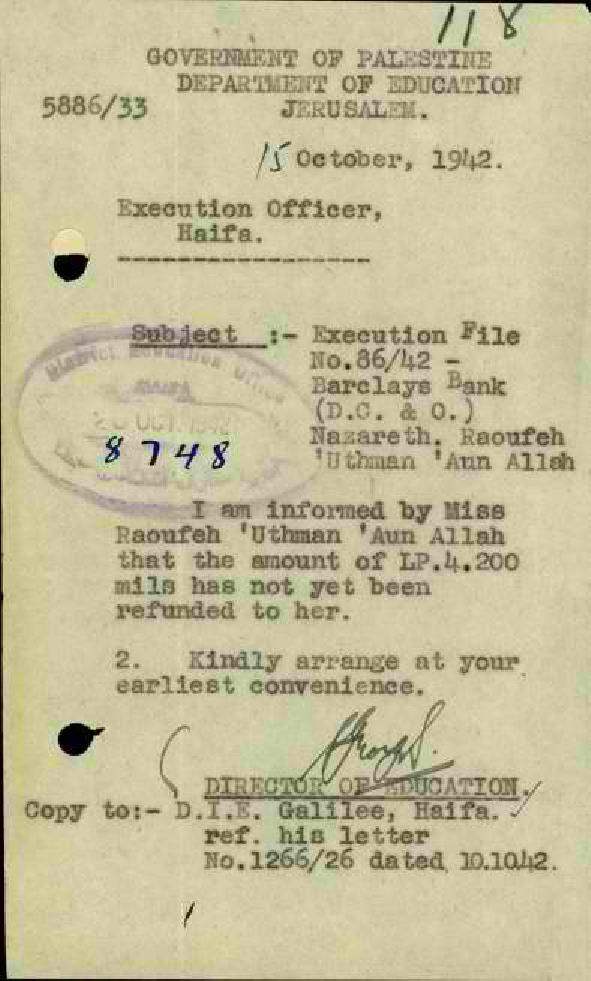 118
GOVERNMENT OF PALESTINE
DEPARTMENT OF EDUCATION
5886/33 JERUSALEM.
15 October, 1942.
Execution Officer,
Haifa.
-----------------
Subject :- Execution File
No.86/42 -
Barclays Bank
(D.C. & O.)
Nazareth. Raoufeh
'Uthman 'Aun Allah
District Education Office
8748
I am informed by Miss
Raoufeh 'Uthman 'Aun Allah
that the amount of LP.4.200
mils has not yet been
refunded to her.
2. Kindly arrange at your
earliest convenience.
DIRECTOR OF EDUCATION.
Copy to:- D.I.E. Galilee, Haifa.
ref. his letter
No.1266/26 dated 10.10.42.